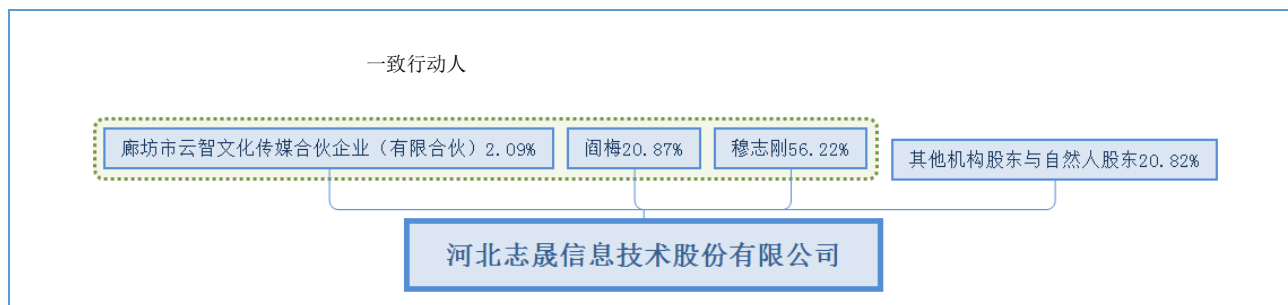 一致行动人
廊坊市云智文化传媒合伙企业（有限合伙）2.09%
阎梅20.87%
穆志刚56.22%
其他机构股东与自然人股东20.82%
河北志晟信息技术股份有限公司